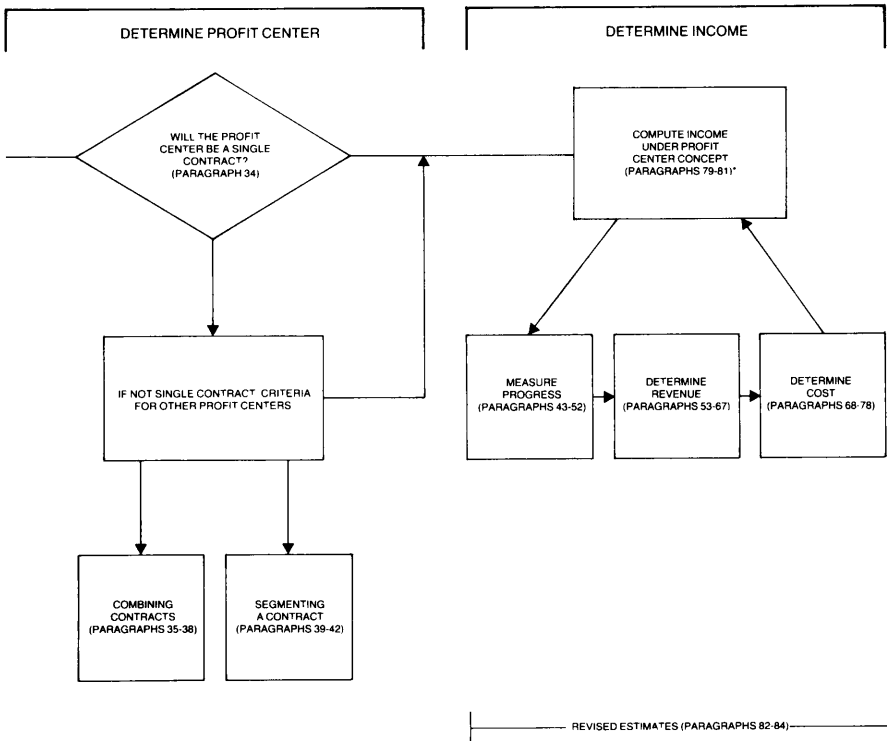 DETERMINE PROFIT CENTER
DETERMINE INCOME
WILL THE PROFIT
CENTER BE A SINGLE
CONTRACT?
(PARAGRAPH 34)
COMPUTE INCOME
UNDER PROFIT
CENTER CONCEPT
(PARAGRAPHS 79-81)*
IF NOT SINGLE CONTRACT CRITERIA
FOR OTHER PROFIT CENTERS
MEASURE
PROGRESS
(PARAGRAPHS 43-52)
DETERMINE
REVENUE
(PARAGRAPHS 53-67)
DETERMINE
COST
(PARAGRAPHS 68-78)
COMBINING
CONTRACTS
(PARAGRAPHS 35-38)
SEGMENTING
A CONTRACT
(PARAGRAPHS 39-42)
REVISED ESTIMATES (PARAGRAPHS 82-84)